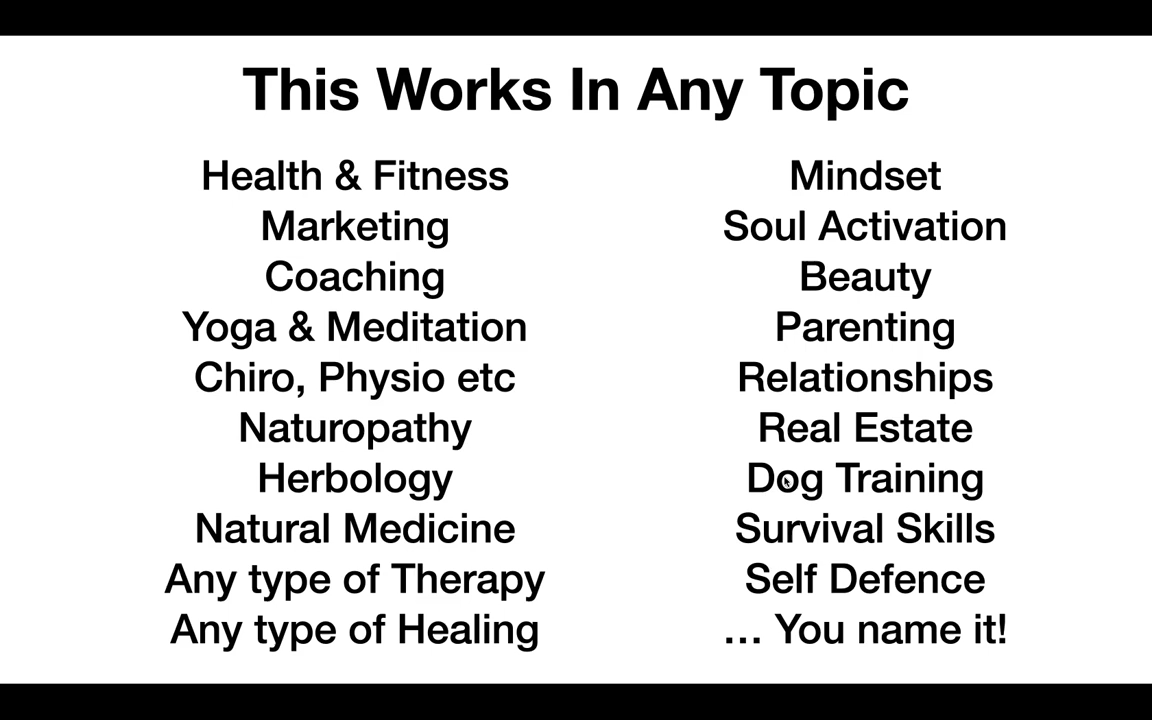 This Works In Any Topic
Health & Fitness
Marketing
Coaching
Yoga & Meditation
Chiro, Physio etc
Naturopathy
Herbology
Natural Medicine
Any type of Therapy
Any type of Healing
Mindset
Soul Activation
Beauty
Parenting
Relationships
Real Estate
Dog Training
Survival Skills
Self Defence
... You name it!